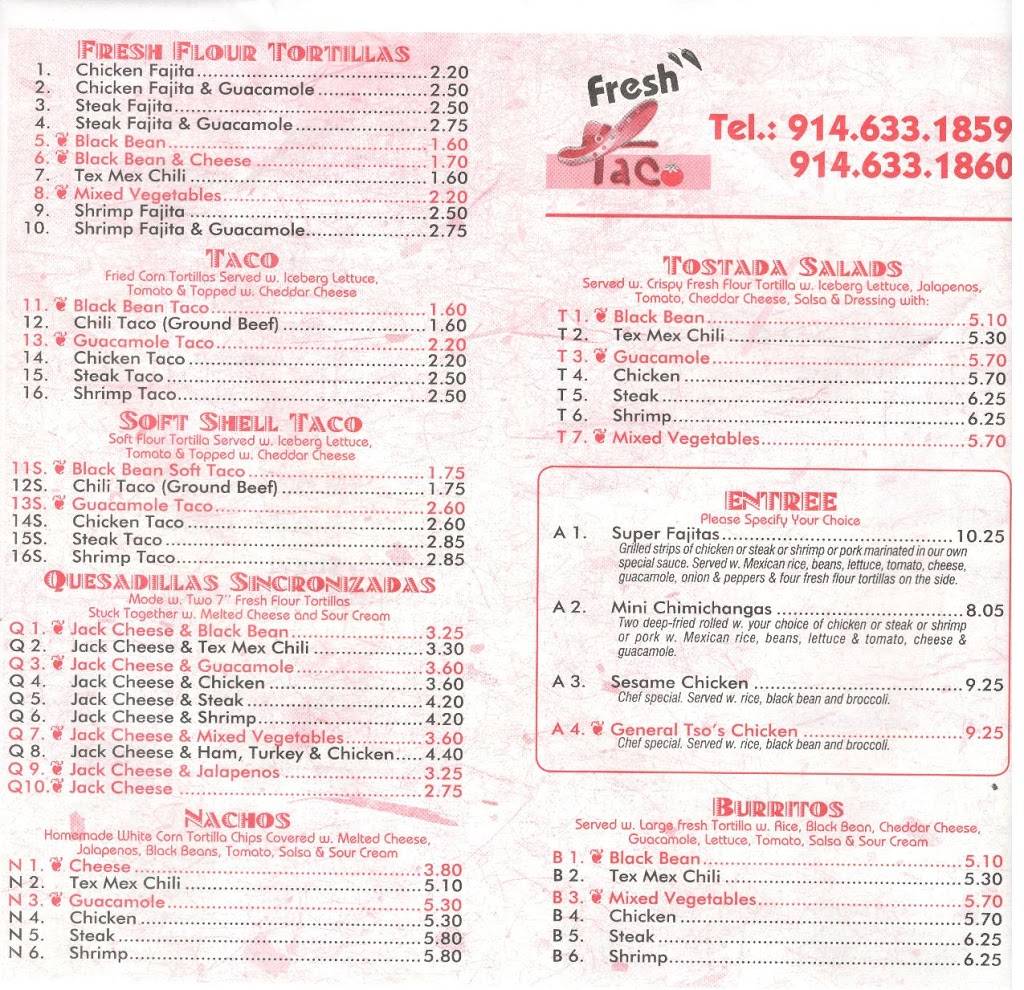 FRESH FLOUR TORTILLAS
1. Chicken Fajita 2.20
2. Chicken Fajita & Guacamole 2.50
3. Steak Fajita 2.50
4. Steak Fajita & Guacamole 2.75
5. Black Bean 1.60
6. Black Bean & Cheese 1.70
7. Tex Mex Chili 1.60
8. Mixed Vegetables 2.20
9. Shrimp Fajita 2.50
10. Shrimp Fajita & Guacamole 2.75
TACO
Fried Corn Tortillas Served w. Iceberg Lettuce,
Tomato & Topped w. Cheddar Cheese
11. Black Bean Taco 1.60
12. Chili Taco (Ground Beef) 1.60
13. Guacamole Taco 2.20
14. Chicken Taco 2.20
15. Steak Taco 2.50
16. Shrimp Taco 2.50
SOFT SHELL TACO
Soft Flour Tortilla Served w. Iceberg Lettuce,
Tomato & Topped w. Cheddar Cheese
11S. Black Bean Soft Taco 1.75
12S. Chili Taco (Ground Beef) 1.75
13S. Guacamole Taco 2.60
14S. Chicken Taco 2.60
15S. Steak Taco 2.85
16S. Shrimp Taco 2.85
QUESADILLAS SINCRONIZADAS
Made w. Two 7" Fresh Flour Tortillas
Stuck Together w. Melted Cheese and Sour Cream
Q 1. Jack Cheese & Black Bean 3.25
Q 2. Jack Cheese & Tex Mex Chili 3.30
Q 3. Jack Cheese & Guacamole 3.60
Q 4. Jack Cheese & Chicken 3.60
Q 5. Jack Cheese & Steak 4.20
Q 6. Jack Cheese & Shrimp 4.20
Q 7. Jack Cheese & Mixed Vegetables 3.60
Q 8. Jack Cheese & Ham, Turkey & Chicken 4.40
Q 9. Jack Cheese & Jalapenos 3.25
Q10. Jack Cheese 2.75
NACHOS
Homemade White Corn Tortilla Chips Covered w. Melted Cheese,
Jalapenos, Black Beans, Tomato, Salsa & Sour Cream
N 1. Cheese 3.80
N 2. Tex Mex Chili 5.10
N 3. Guacamole 5.30
N 4. Chicken 5.30
N 5. Steak 5.80
N 6. Shrimp 5.80
Fresh
Taco
Tel.: 914.633.1859
914.633.1860
TOSTADA SALADS
Served w. Crispy Fresh Flour Tortilla w. Iceberg Lettuce, Jalapenos,
Tomato, Cheddar Cheese, Salsa & Dressing with:
T 1. Black Bean 5.10
T 2. Tex Mex Chili 5.30
T 3. Guacamole 5.70
T 4. Chicken 5.70
T 5. Steak 6.25
T 6. Shrimp 6.25
T 7. Mixed Vegetables 5.70
ENTREE
Please Specify Your Choice
A 1. Super Fajitas 10.25
Grilled strips of chicken or steak or shrimp or pork marinated in our own
special sauce. Served w. Mexican rice, beans, lettuce, tomato, cheese,
guacamole, onion & peppers & four fresh flour tortillas on the side.
A 2. Mini Chimichangas 8.05
Two deep-fried rolled w. your choice of chicken or steak or shrimp
or pork w. Mexican rice, beans, lettuce & tomato, cheese &
guacamole.
A 3. Sesame Chicken 9.25
Chef special. Served w. rice, black bean and broccoli.
A 4. General Tso's Chicken 9.25
Chef special. Served w. rice, black bean and broccoli.
BURRITOS
Served w. Large fresh Tortilla w. Rice, Black Bean, Cheddar Cheese,
Guacamole, Lettuce, Tomato, Salsa & Sour Cream
B 1. Black Bean 5.10
B 2. Tex Mex Chili 5.30
B 3. Mixed Vegetables 5.70
B 4. Chicken 5.70
B 5. Steak 6.25
B 6. Shrimp 6.25